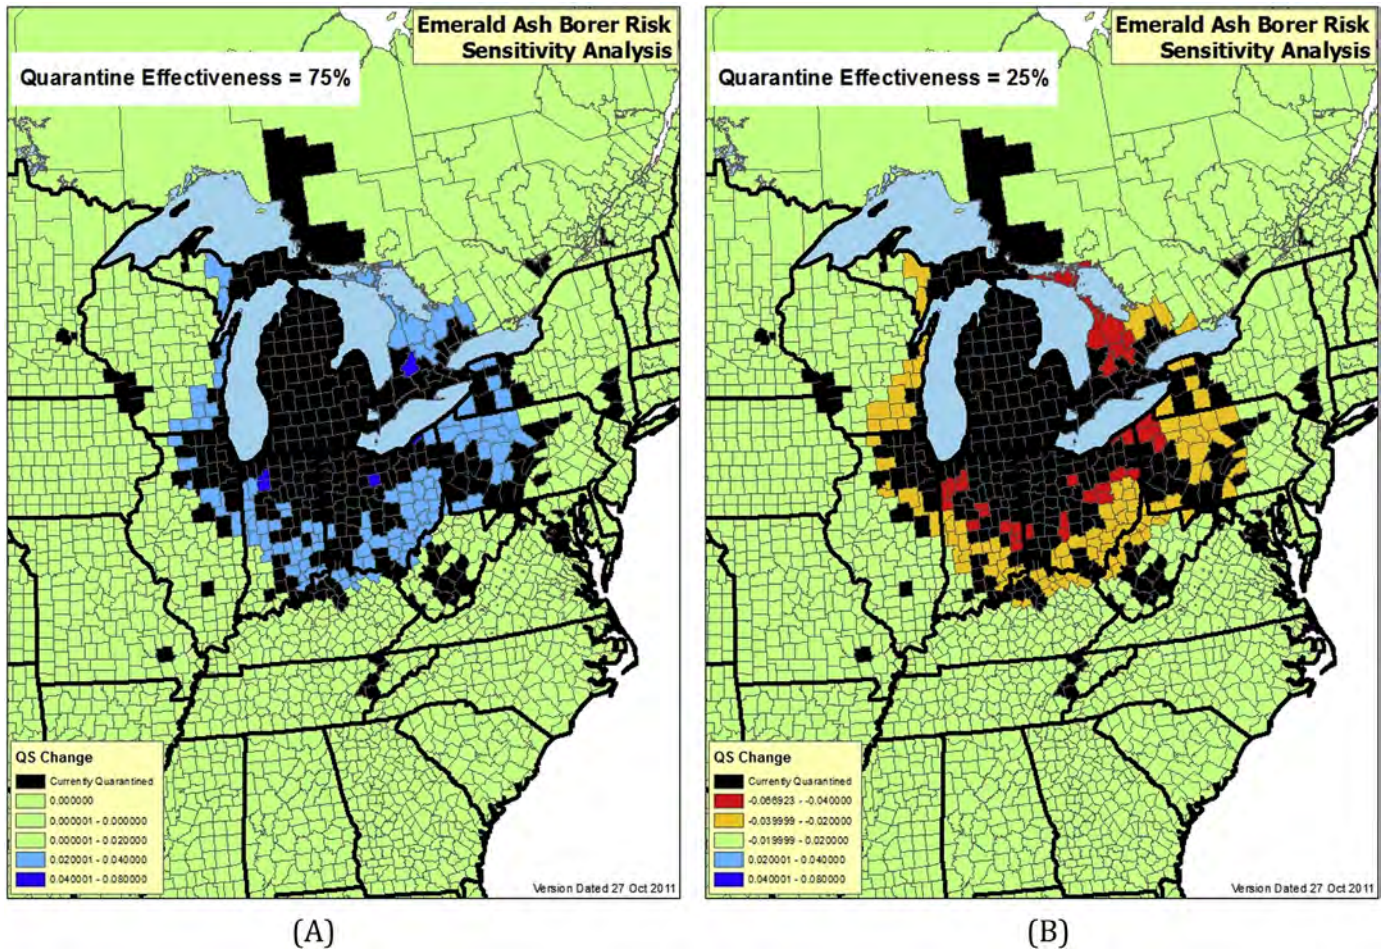 Emerald Ash Borer Risk
Sensitivity Analysis
Quarantine Effectiveness = 75%
QS Change
Currently Quarantined
0.000000
0.000001 - 0.000000
0.000001 - 0.020000
0.020001 - 0.040000
0.040001 - 0.080000
Version Dated 27 Oct 2011
(A)
Emerald Ash Borer Risk
Sensitivity Analysis
Quarantine Effectiveness = 25%
QS Change
Currently Quarantined
-0.066923 - -0.040000
-0.039999 - -0.020000
-0.019999 - 0.020000
0.020001 - 0.040000
0.040001 - 0.080000
Version Dated 27 Oct 2011
(B)